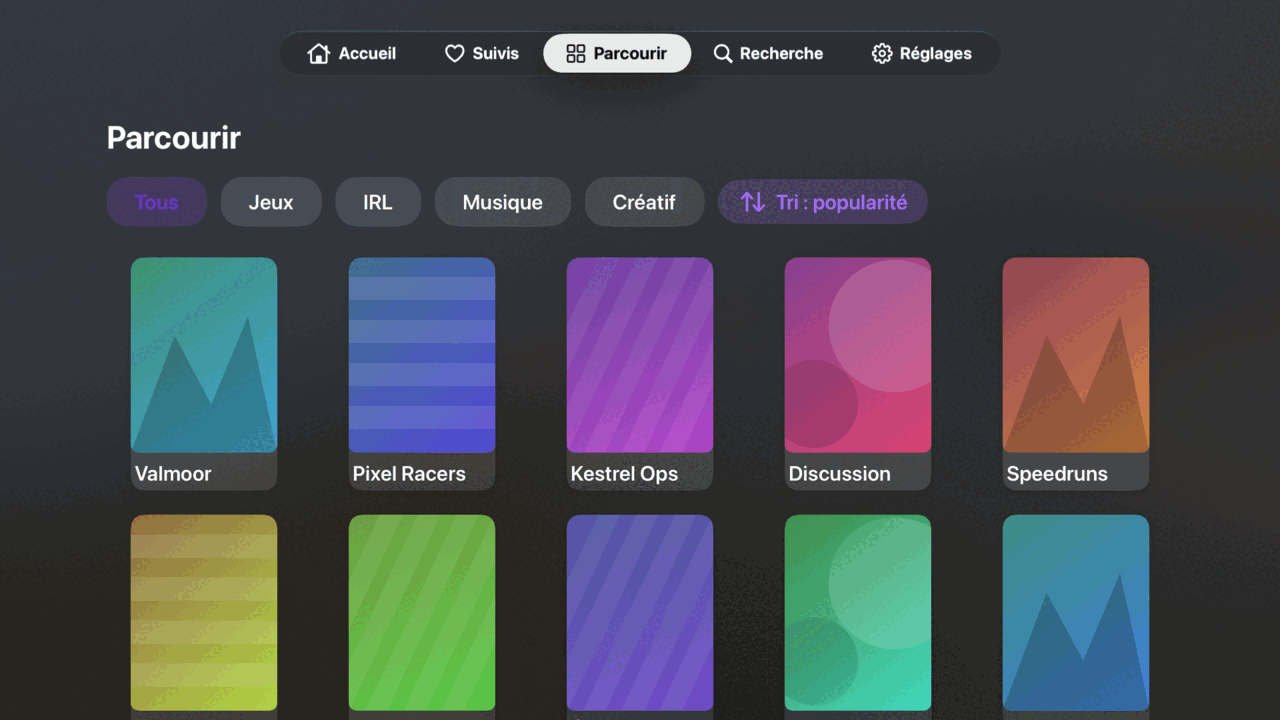 Accueil Suivis Parcourir Recherche Réglages
Parcourir
Tous Jeux IRL Musique Créatif Tri : popularité
Valmoor Pixel Racers Kestrel Ops Discussion Speedruns